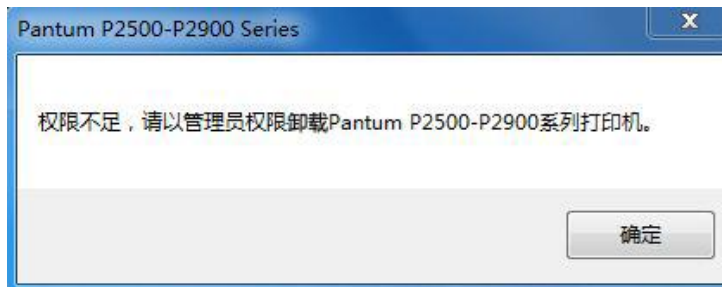 Pantum P2500-P2900 Series
权限不足，请以管理员权限卸载Pantum P2500-P2900系列打印机。
确定